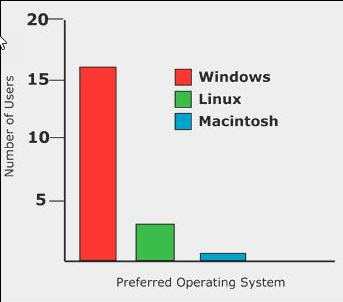 20
15
10
5
Number of Users
Windows
Linux
Macintosh
Preferred Operating System